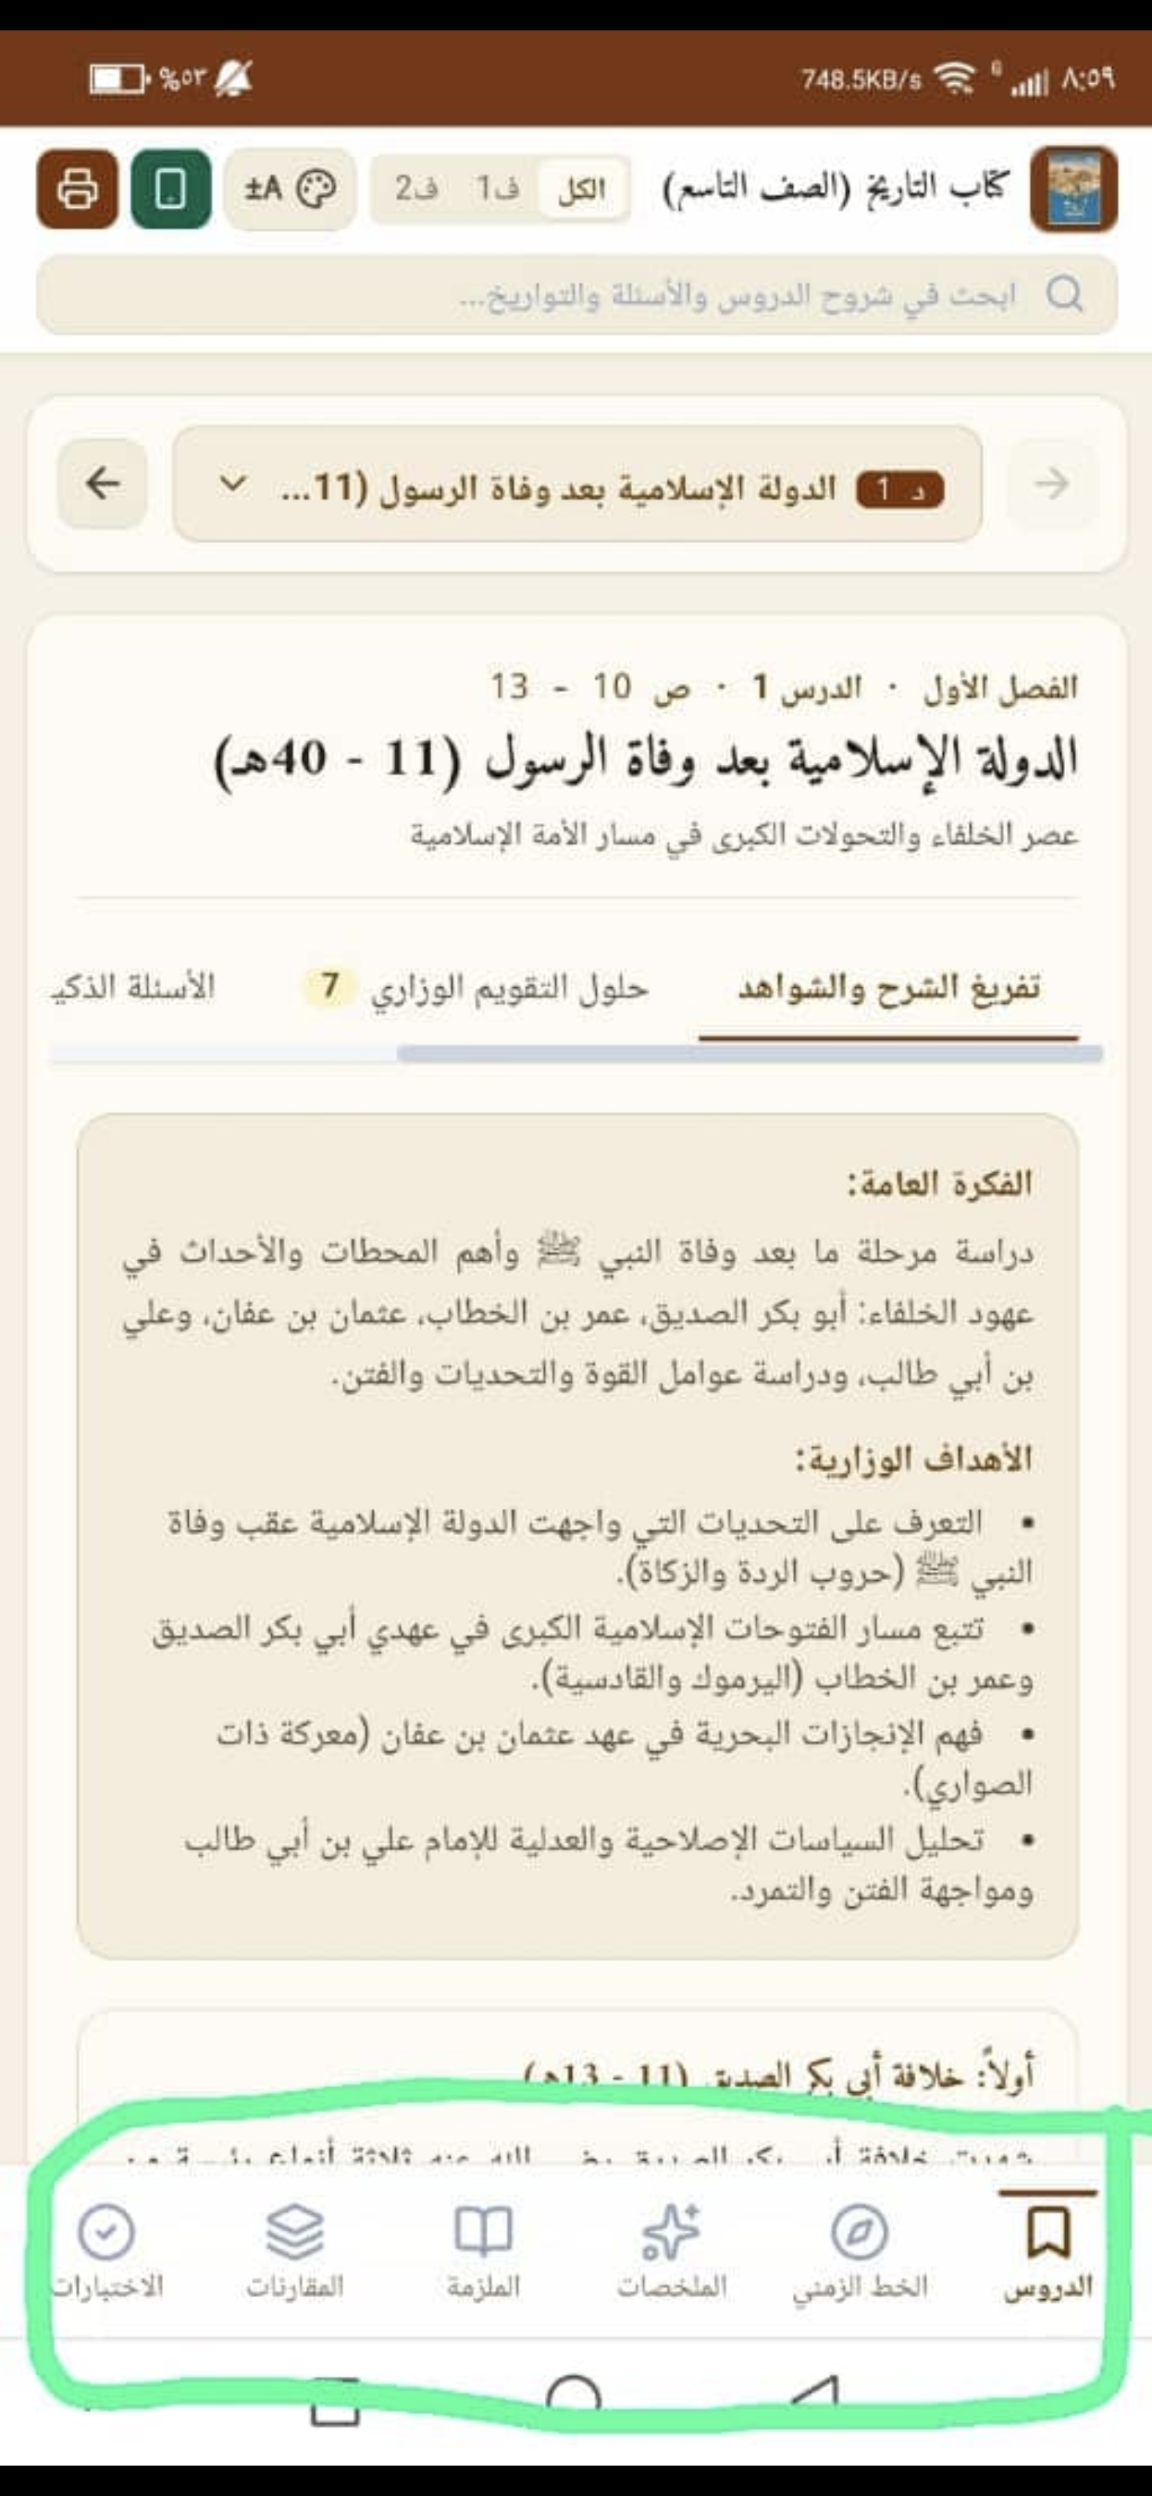 ٨:٥٩ 748.5KB/s %٥٣
كتاب التاريخ (الصف التاسع) الكل ف1 ف2 A±
ابحث في شروح الدروس والأسئلة والتواريخ...
د 1 الدولة الإسلامية بعد وفاة الرسول (11...
الفصل الأول · الدرس 1 · ص 10 - 13
الدولة الإسلامية بعد وفاة الرسول (11 - 40هـ)
عصر الخلفاء والتحولات الكبرى في مسار الأمة الإسلامية
تفريغ الشرح والشواهد حلول التقويم الوزاري 7 الأسئلة الذكي
الفكرة العامة:
دراسة مرحلة ما بعد وفاة النبي ﷺ وأهم المحطات والأحداث في
عهود الخلفاء: أبو بكر الصديق، عمر بن الخطاب، عثمان بن عفان، وعلي
بن أبي طالب، ودراسة عوامل القوة والتحديات والفتن.
الأهداف الوزارية:
• التعرف على التحديات التي واجهت الدولة الإسلامية عقب وفاة
النبي ﷺ (حروب الردة والزكاة).
• تتبع مسار الفتوحات الإسلامية الكبرى في عهدي أبي بكر الصديق
وعمر بن الخطاب (اليرموك والقادسية).
• فهم الإنجازات البحرية في عهد عثمان بن عفان (معركة ذات
الصواري).
• تحليل السياسات الإصلاحية والعدلية للإمام علي بن أبي طالب
ومواجهة الفتن والتمرد.
أولاً: خلافة أبي بكر الصديق (11 - 13هـ)
الدروس الخط الزمني الملخصات الملزمة المقارنات الاختبارات